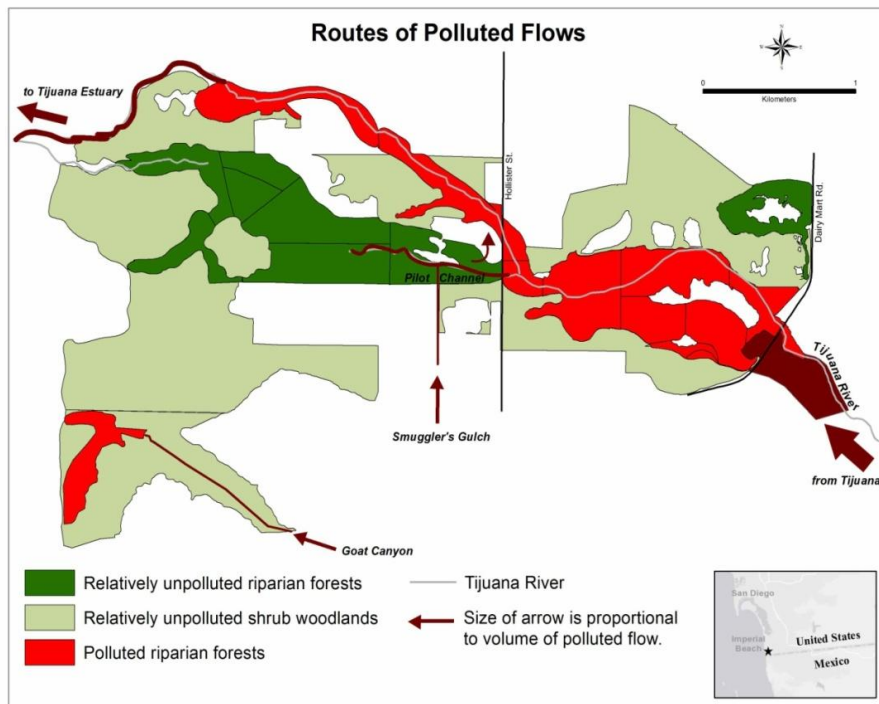 Routes of Polluted Flows
to Tijuana Estuary
0
1
Kilometers
Hollister St.
Dairy Mart Rd.
Pilot Channel
Tijuana River
Smuggler's Gulch
from Tijuana
Goat Canyon
Relatively unpolluted riparian forests
Relatively unpolluted shrub woodlands
Polluted riparian forests
Tijuana River
Size of arrow is proportional
to volume of polluted flow.
San Diego
Imperial
Beach
United States
Mexico